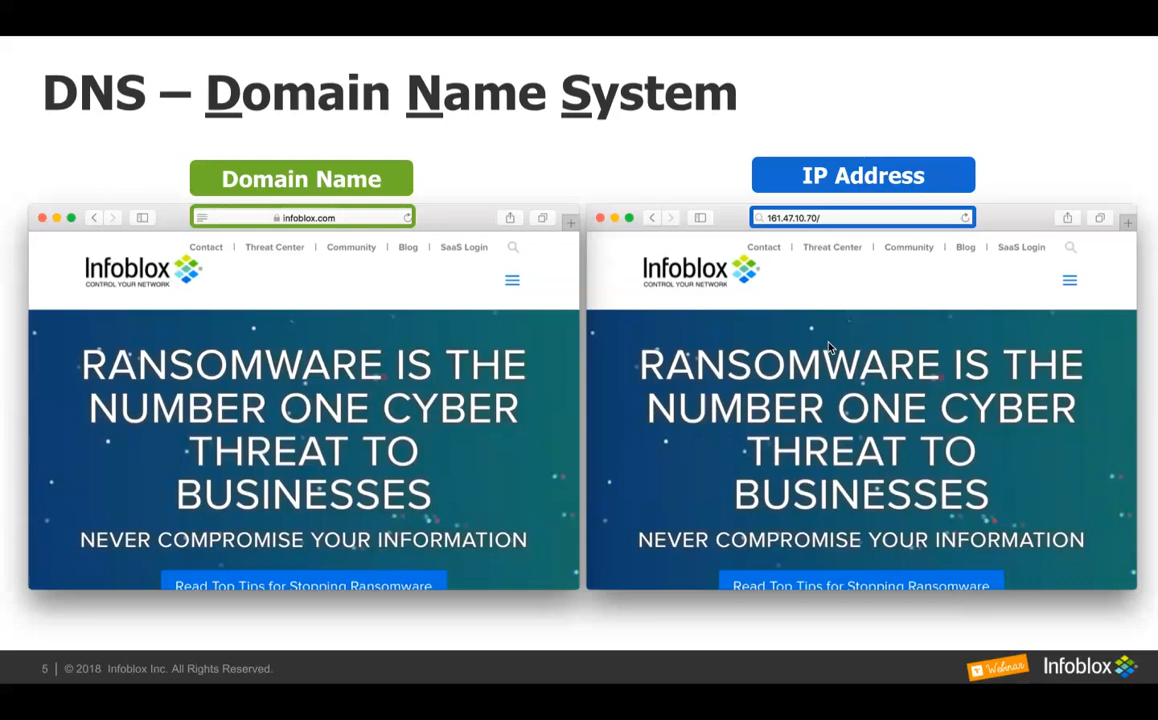 DNS – Domain Name System
Domain Name
infoblox.com
Contact | Threat Center | Community | Blog | SaaS Login
Infoblox
CONTROL YOUR NETWORK
RANSOMWARE IS THE
NUMBER ONE CYBER
THREAT TO
BUSINESSES
NEVER COMPROMISE YOUR INFORMATION
Read Top Tips for Stopping Ransomware
IP Address
161.47.10.70/
Contact | Threat Center | Community | Blog | SaaS Login
Infoblox
CONTROL YOUR NETWORK
RANSOMWARE IS THE
NUMBER ONE CYBER
THREAT TO
BUSINESSES
NEVER COMPROMISE YOUR INFORMATION
Read Top Tips for Stopping Ransomware
5 | © 2018 Infoblox Inc. All Rights Reserved.
Webinar
Infoblox